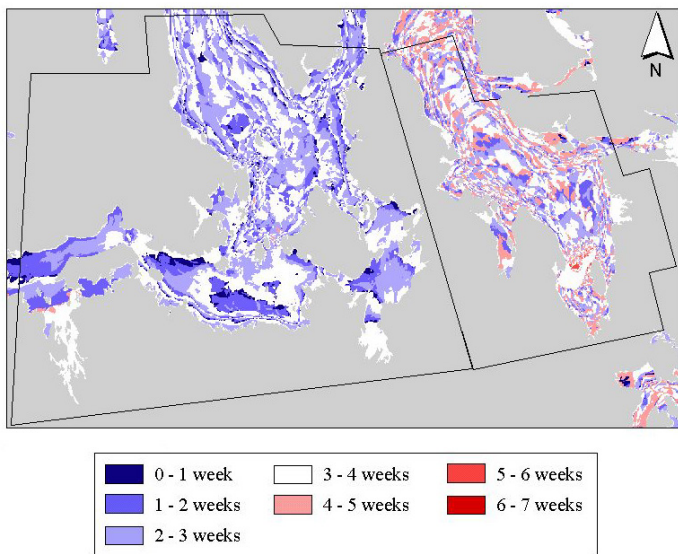 N
0 - 1 week
3 - 4 weeks
5 - 6 weeks
1 - 2 weeks
4 - 5 weeks
6 - 7 weeks
2 - 3 weeks